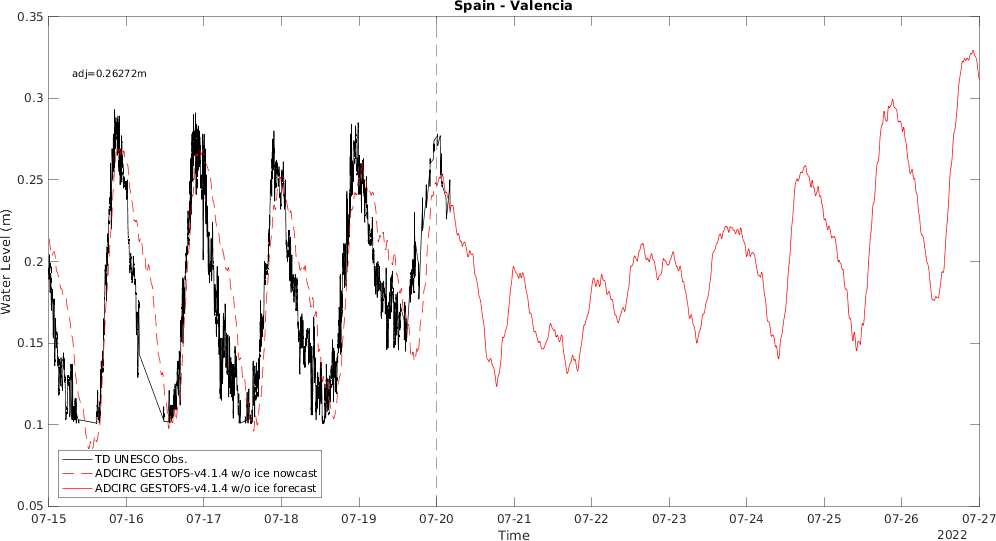 Spain - Valencia
0.35
0.3
0.25
0.2
0.15
0.1
0.05
Water Level (m)
adj=0.26272m
TD UNESCO Obs.
ADCIRC GESTOFS-v4.1.4 w/o ice nowcast
ADCIRC GESTOFS-v4.1.4 w/o ice forecast
07-15 07-16 07-17 07-18 07-19 07-20 07-21 07-22 07-23 07-24 07-25 07-26 07-27
Time
2022